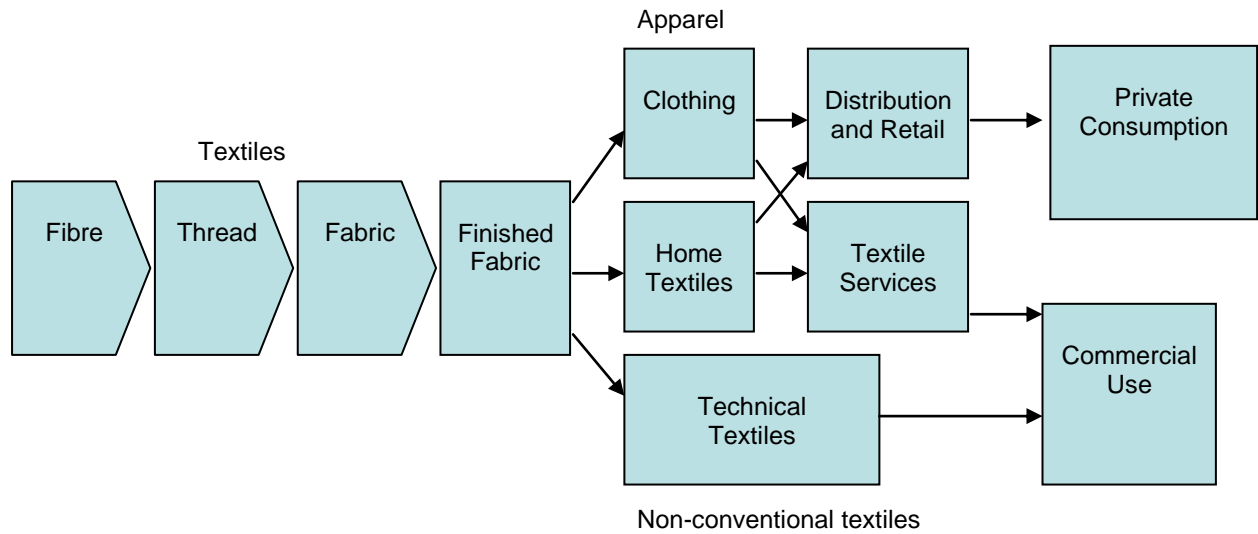 Apparel
Clothing
Distribution
and Retail
Private
Consumption
Textiles
Fibre
Thread
Fabric
Finished
Fabric
Home
Textiles
Textile
Services
Technical
Textiles
Commercial
Use
Non-conventional textiles